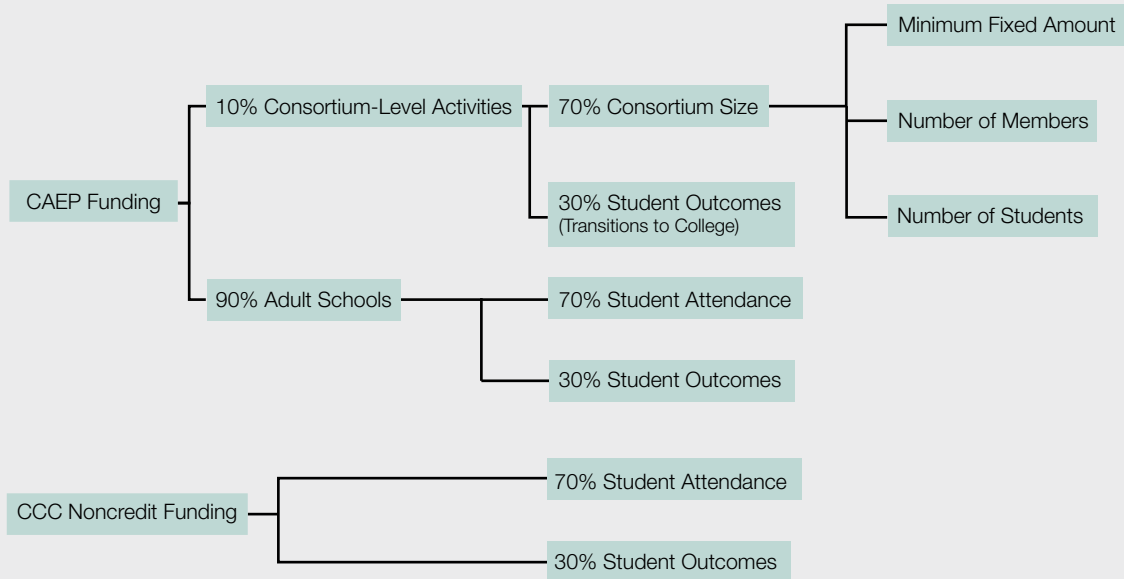 Minimum Fixed Amount
10% Consortium-Level Activities
70% Consortium Size
Number of Members
CAEP Funding
30% Student Outcomes
(Transitions to College)
Number of Students
90% Adult Schools
70% Student Attendance
30% Student Outcomes
70% Student Attendance
CCC Noncredit Funding
30% Student Outcomes